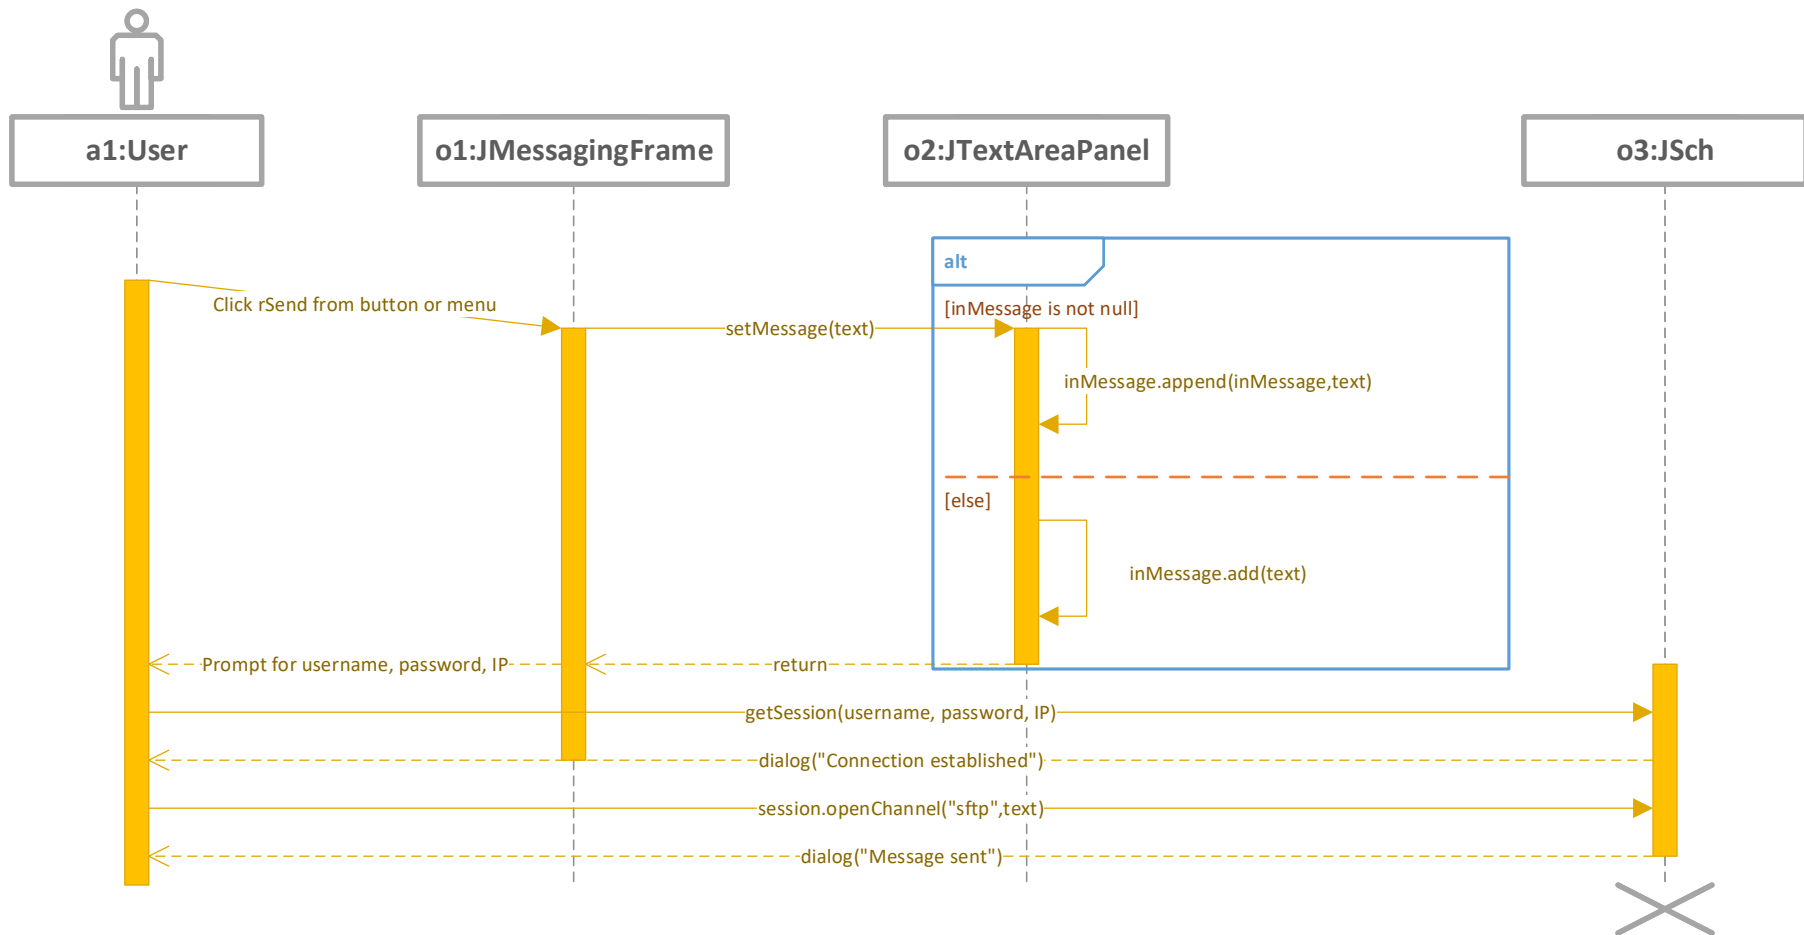 a1:User
o1:JMessagingFrame
o2:JTextAreaPanel
o3:JSch
alt
[inMessage is not null]
Click rSend from button or menu
setMessage(text)
inMessage.append(inMessage,text)
[else]
inMessage.add(text)
Prompt for username, password, IP
return
getSession(username, password, IP)
dialog("Connection established")
session.openChannel("sftp",text)
dialog("Message sent")